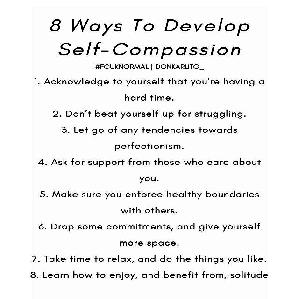 8 Ways To Develop
Self-Compassion
#FOLKNORMAL | DONKARUTO_
1. Acknowledge to yourself that you're having a
hard time.
2. Don't beat yourself up for struggling.
3. Let go of any tendencies towards
perfectionism.
4. Ask for support from those who care about
you.
5. Make sure you enforce healthy boundaries
with others.
6. Drop some commitments, and give yourself
more space.
7. Take time to relax, and do the things you like.
8. Learn how to enjoy, and benefit from, solitude